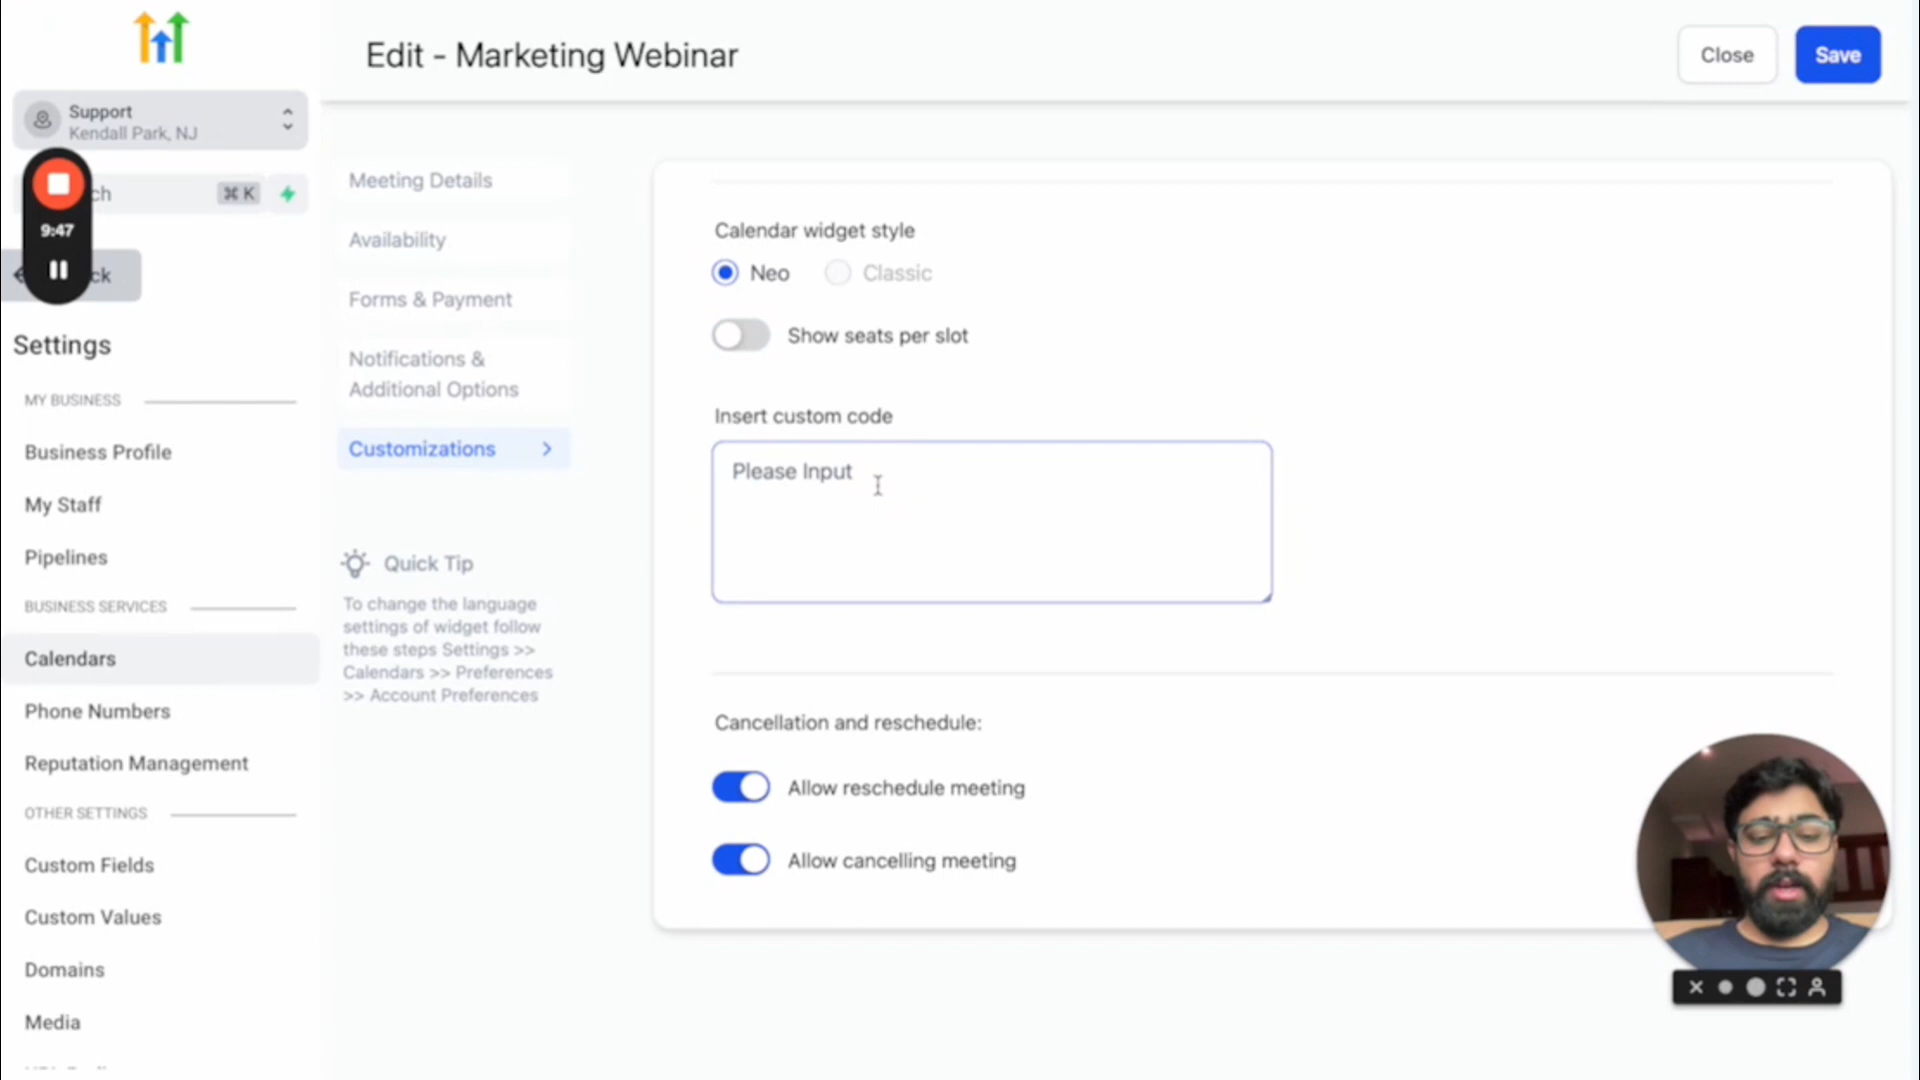 Edit - Marketing Webinar
Close
Save
Support
Kendall Park, NJ
ch
⌘ K
9:47
ck
Settings
MY BUSINESS
Business Profile
My Staff
Pipelines
BUSINESS SERVICES
Calendars
Phone Numbers
Reputation Management
OTHER SETTINGS
Custom Fields
Custom Values
Domains
Media
Meeting Details
Availability
Forms & Payment
Notifications &
Additional Options
Customizations
Quick Tip
To change the language
settings of widget follow
these steps Settings >>
Calendars >> Preferences
>> Account Preferences
Calendar widget style
Neo
Classic
Show seats per slot
Insert custom code
Please Input
Cancellation and reschedule:
Allow reschedule meeting
Allow cancelling meeting